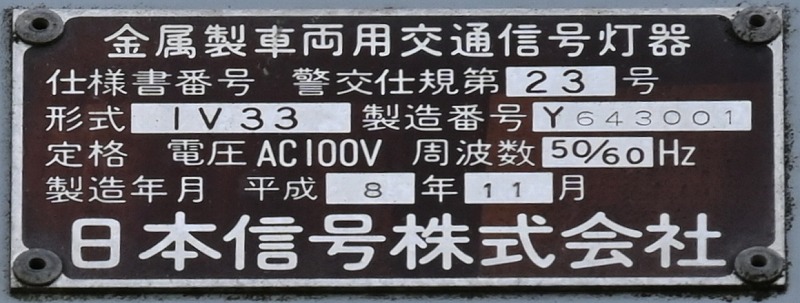 金属製車両用交通信号灯器
仕様書番号 警交仕規第 23 号
形式 1V33 製造番号 Y643001
定格 電圧 AC100V 周波数 50/60 Hz
製造年月 平成 8 年 11 月
日本信号株式会社